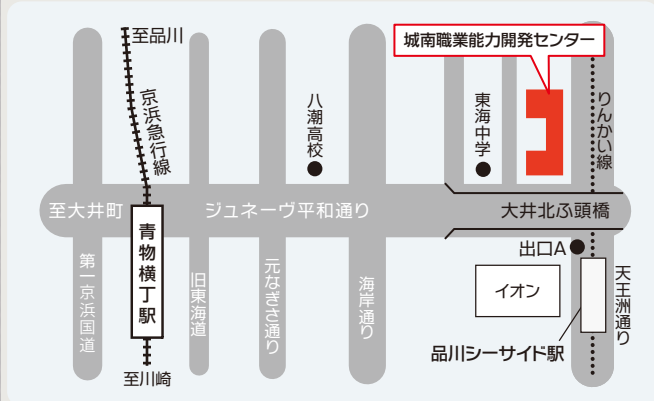 至品川
城南職業能力開発センター
京浜急行線
八潮高校
東海中学
りんかい線
至大井町
ジュネーヴ平和通り
大井北ふ頭橋
青物横丁駅
出口A
第一京浜国道
旧東海道
元なぎさ通り
海岸通り
イオン
天王洲通り
品川シーサイド駅
至川崎